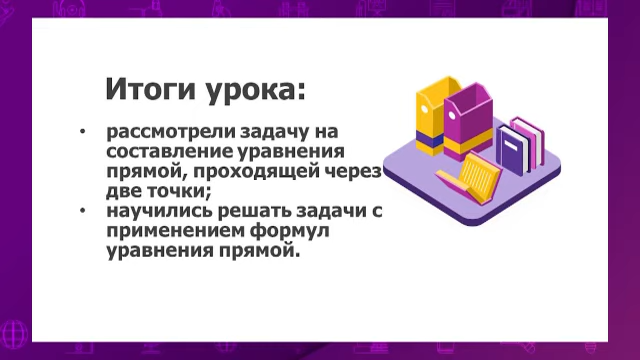 Итоги урока:
• рассмотрели задачу на
составление уравнения
прямой, проходящей через
две точки;
• научились решать задачи с
применением формул
уравнения прямой.